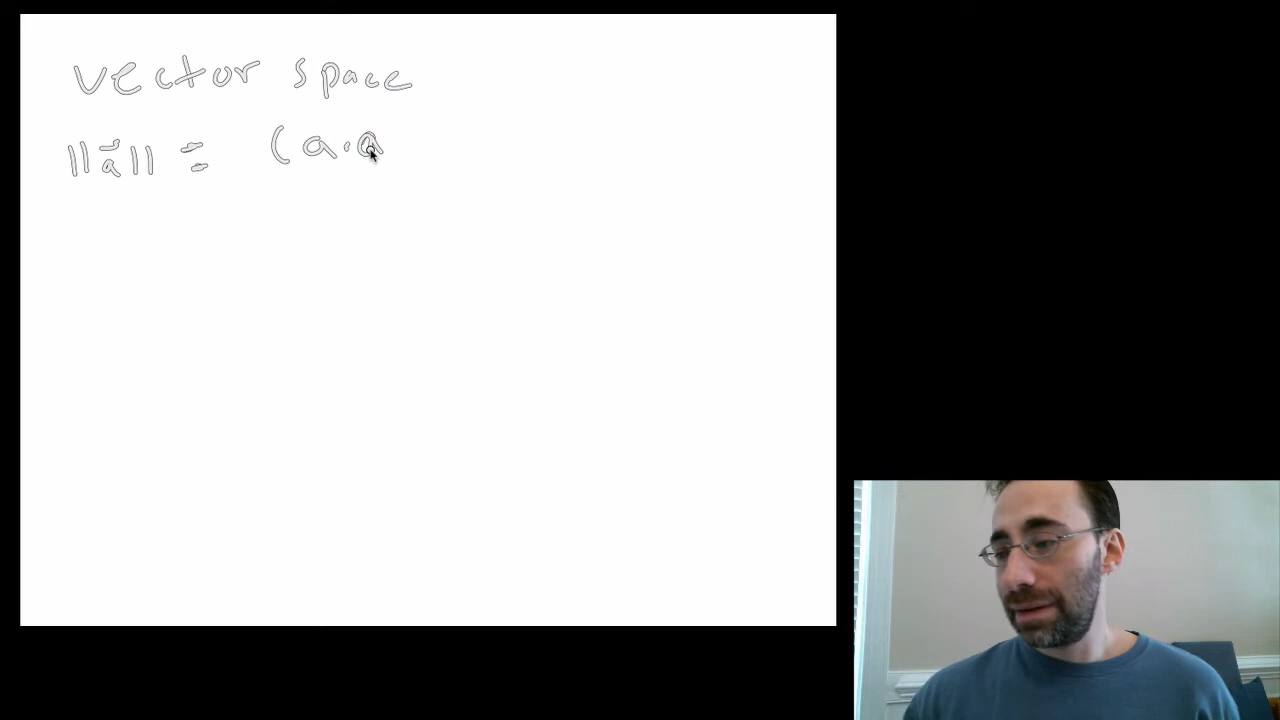 vector space
||a⃗|| = (a·a